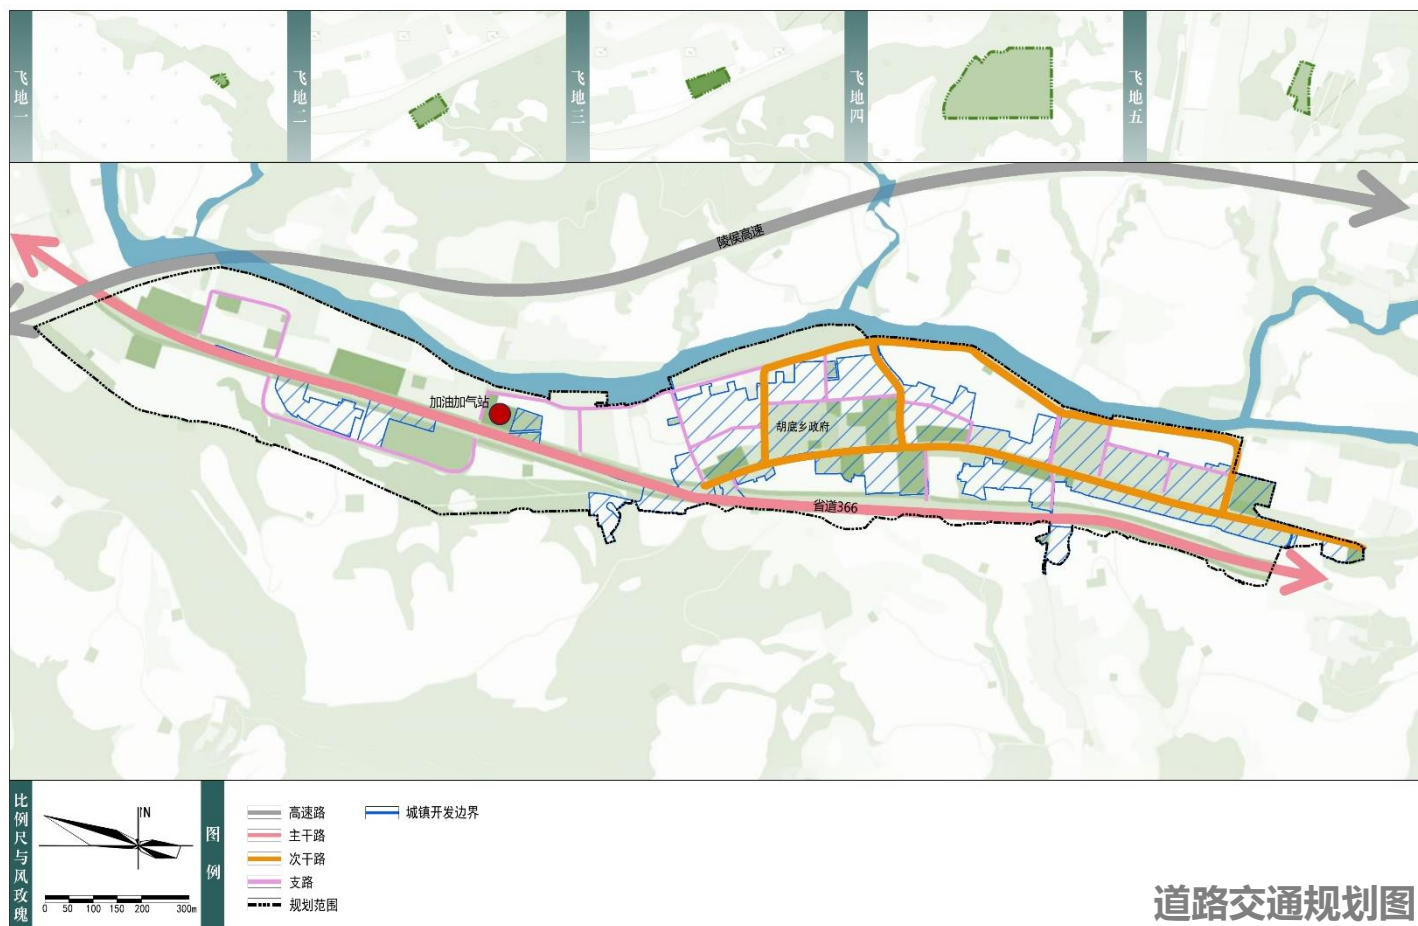 飞地一
飞地二
飞地三
飞地四
飞地五
陵侯高速
加油加气站
胡底乡政府
省道366
比例尺与风玫瑰
N
0 50 100 150 200 300m
图例
高速路
主干路
次干路
支路
规划范围
城镇开发边界
道路交通规划图